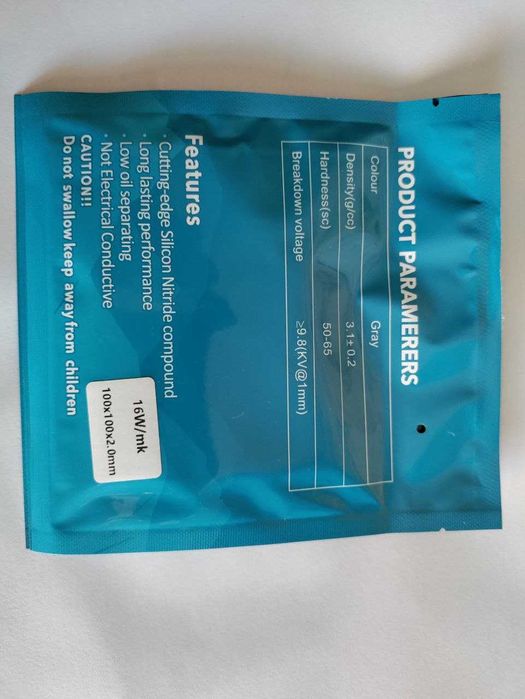 PRODUCT PARAMERERS
Colour Gray
Density(g/cc) 3.1± 0.2
Hardness(sc) 50-65
Breakdown voltage ≥9.8(KV@1mm)
Features
· Cutting-edge Silicon Nitride compound
· Long lasting performance
· Low oil separating
· Not Electrical Conductive
CAUTION!!
Do not swallow keep away from children
16W/mk
100x100x2.0mm